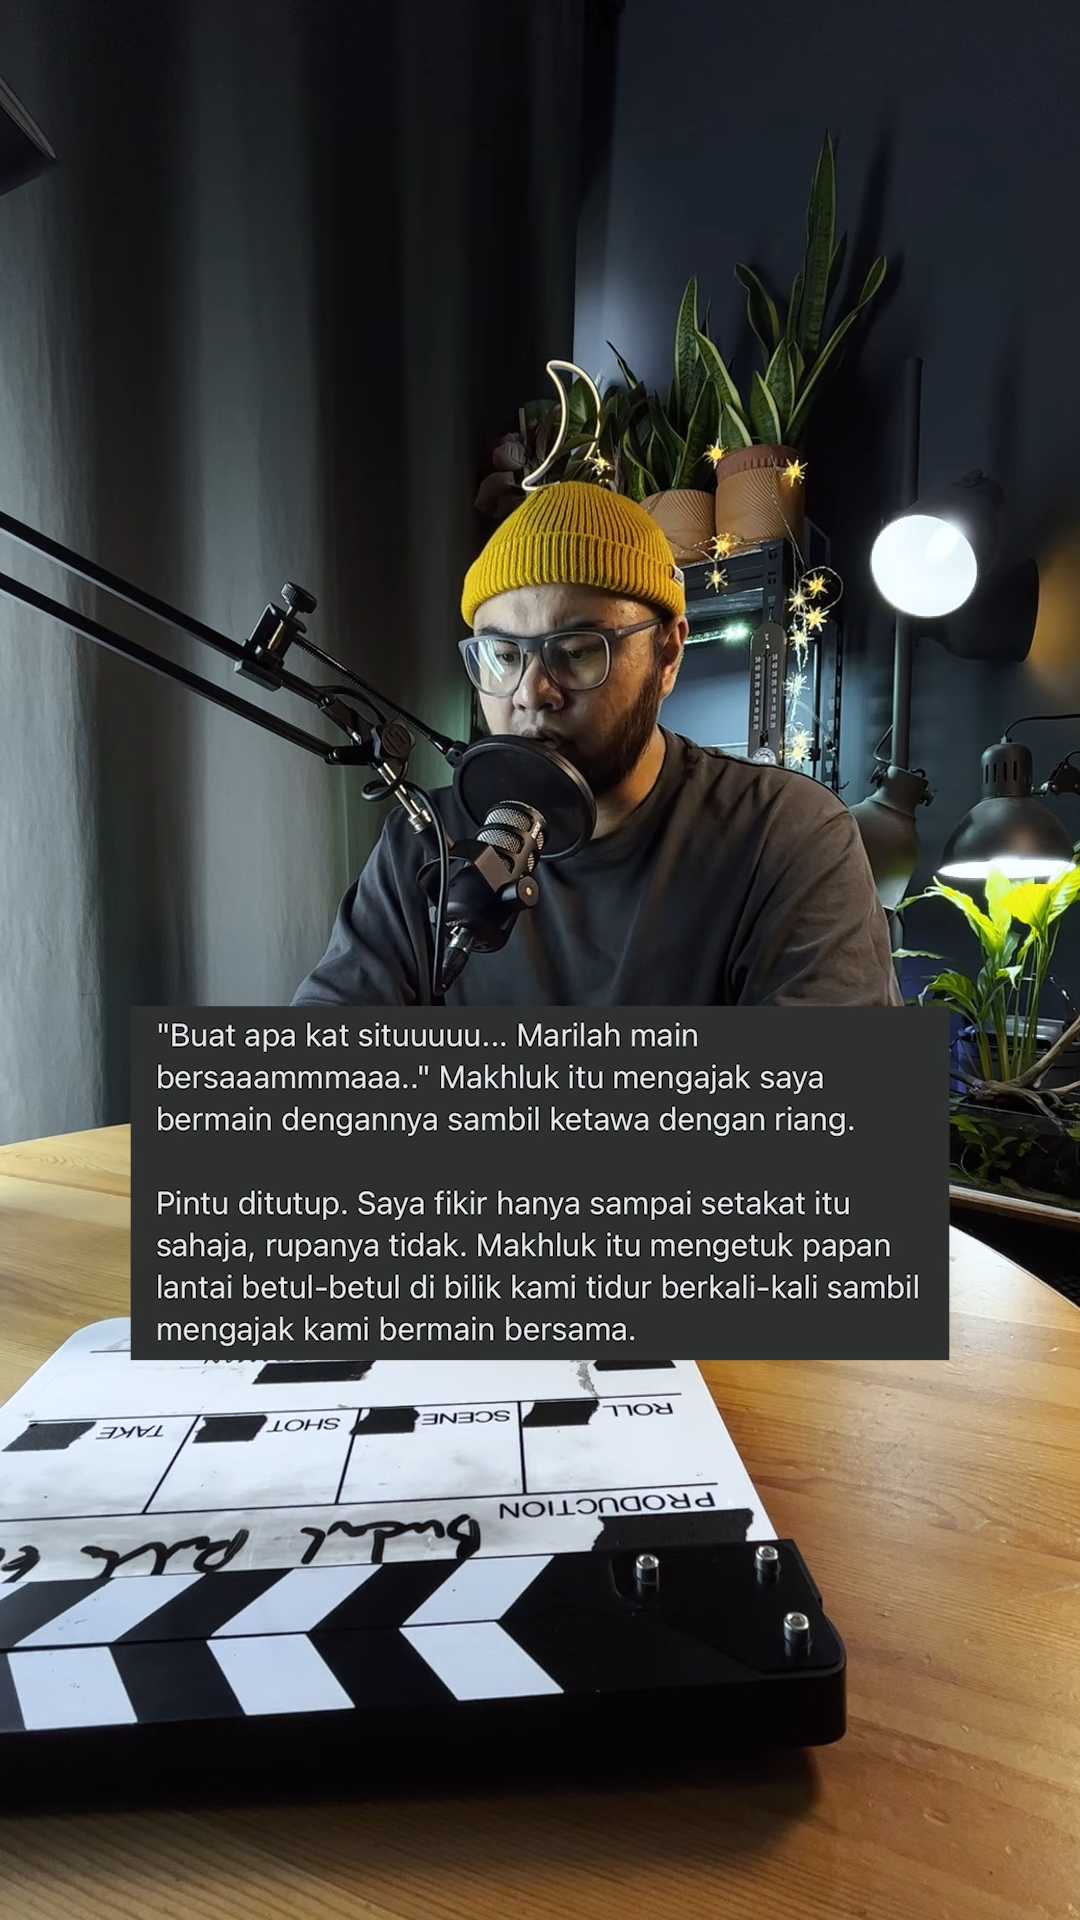 "Buat apa kat situuuuu... Marilah main
bersaaammmaaa.." Makhluk itu mengajak saya
bermain dengannya sambil ketawa dengan riang.
Pintu ditutup. Saya fikir hanya sampai setakat itu
sahaja, rupanya tidak. Makhluk itu mengetuk papan
lantai betul-betul di bilik kami tidur berkali-kali sambil
mengajak kami bermain bersama.
ROLL SCENE SHOT TAKE
PRODUCTION